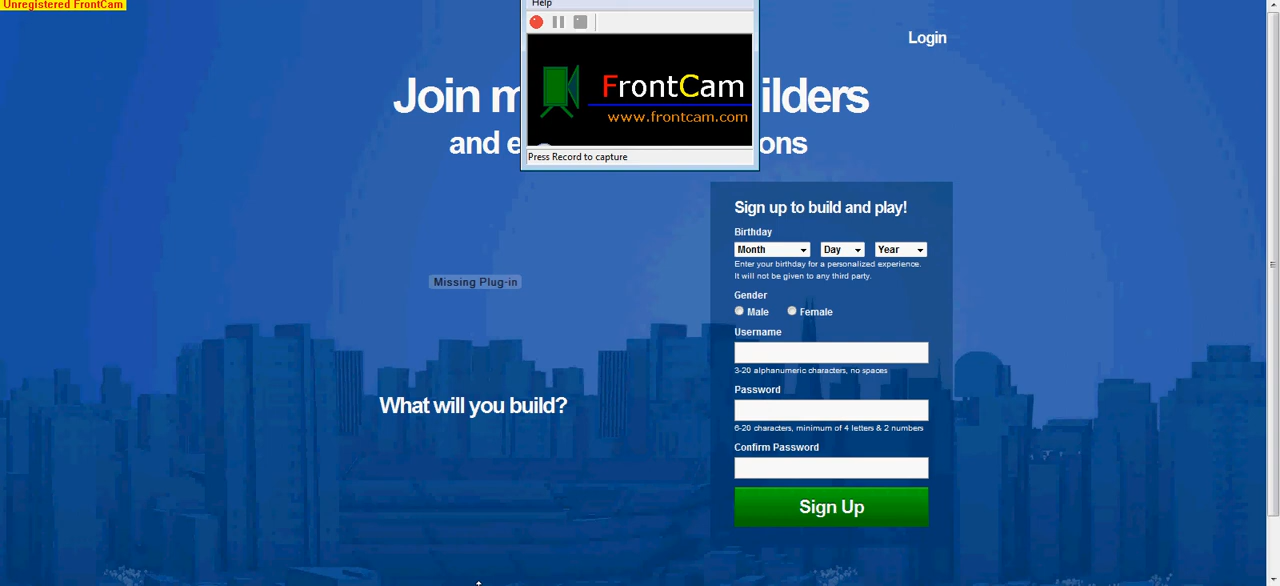 Unregistered FrontCam
Help
Login
FrontCam
www.frontcam.com
Press Record to capture
Join m ilders
and e ons
Sign up to build and play!
Birthday
Month Day Year
Enter your birthday for a personalized experience.
It will not be given to any third party.
Missing Plug-in
Gender
Male Female
Username
3-20 alphanumeric characters, no spaces
Password
What will you build?
6-20 characters, minimum of 4 letters & 2 numbers
Confirm Password
Sign Up